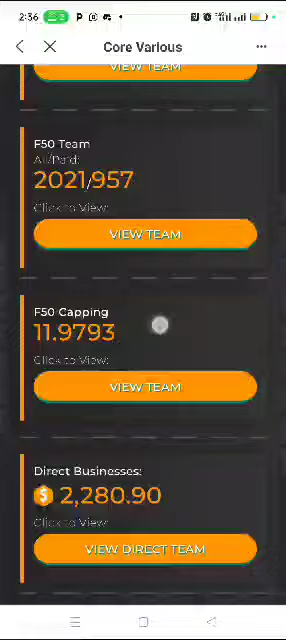 2:36
Core Various
VIEW TEAM
F50 Team
All/Paid:
2021/957
Click to View:
VIEW TEAM
F50 Capping
11.9793
Click to View:
VIEW TEAM
Direct Businesses:
$ 2,280.90
Click to View:
VIEW DIRECT TEAM